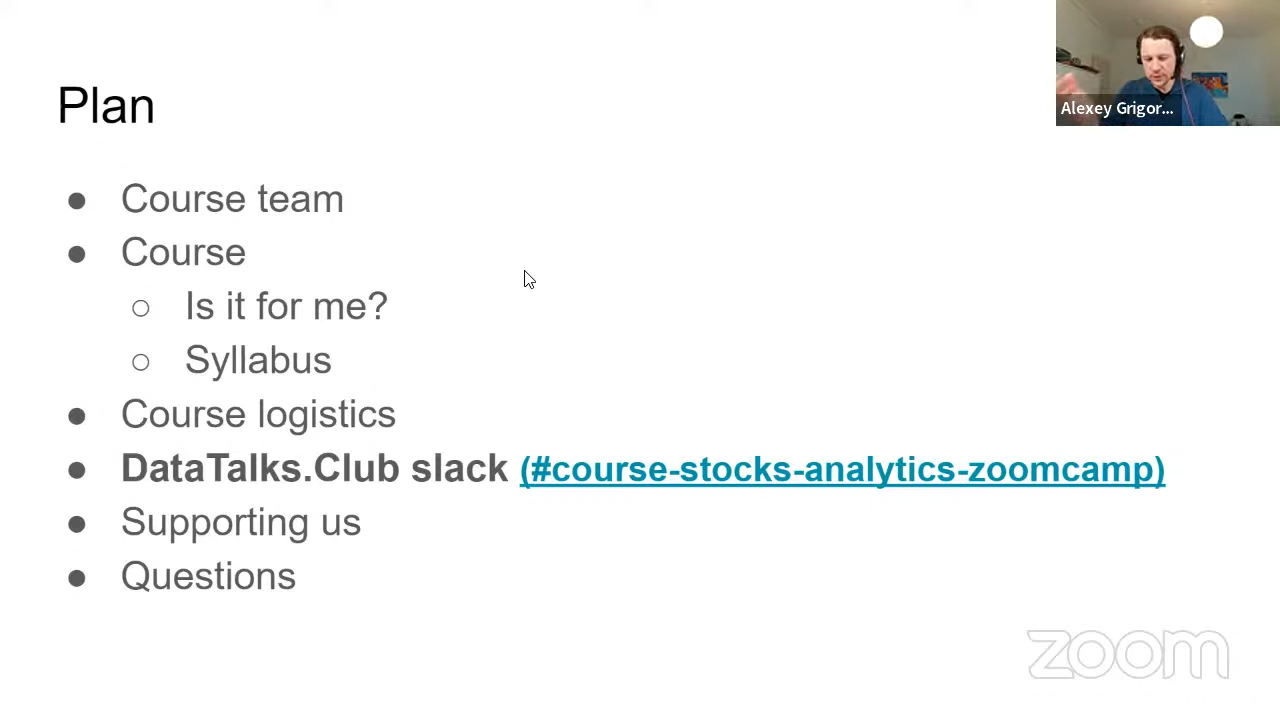 Plan
Alexey Grigor...
● Course team
● Course
○ Is it for me?
○ Syllabus
● Course logistics
● DataTalks.Club slack (#course-stocks-analytics-zoomcamp)
● Supporting us
● Questions
zoom